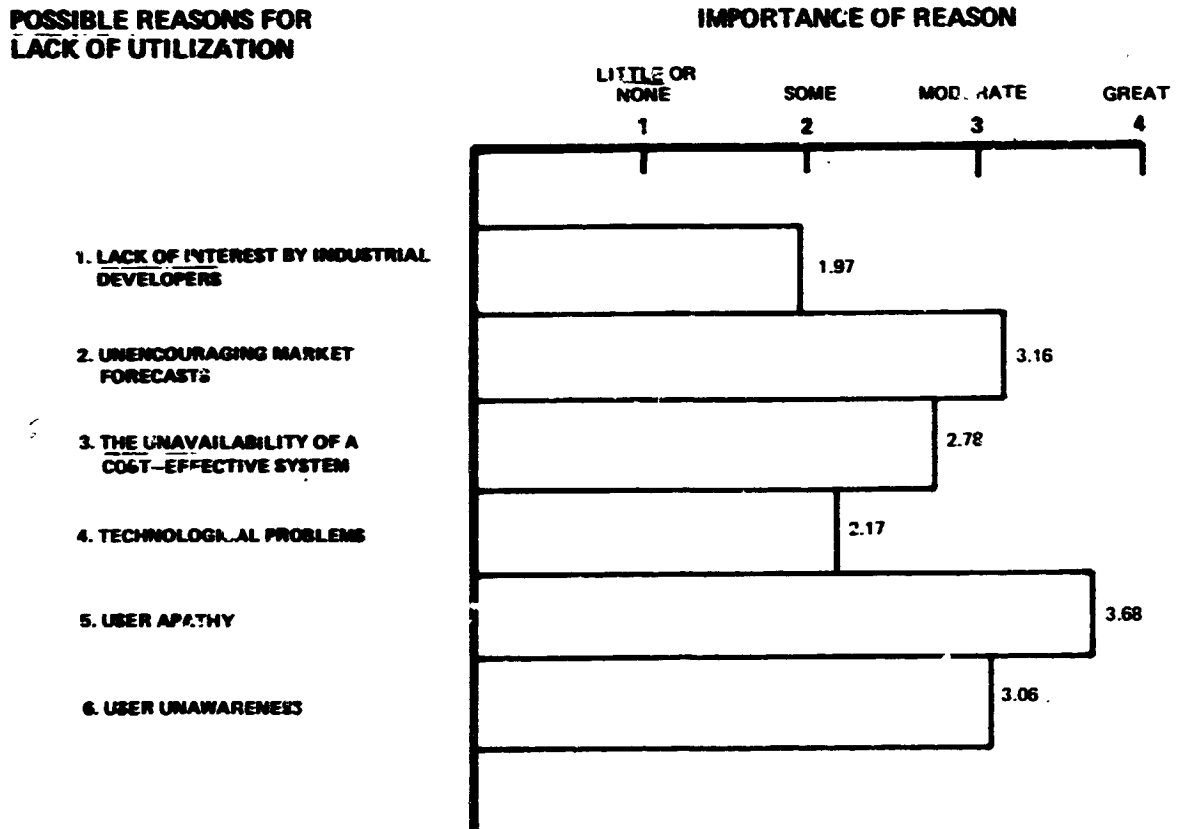 POSSIBLE REASONS FOR
LACK OF UTILIZATION
IMPORTANCE OF REASON
LITTLE OR
NONE
SOME
MODERATE
GREAT
1
2
3
4
1. LACK OF INTEREST BY INDUSTRIAL
DEVELOPERS
1.97
2. UNENCOURAGING MARKET
FORECASTS
3.16
3. THE UNAVAILABILITY OF A
COST-EFFECTIVE SYSTEM
2.78
4. TECHNOLOGICAL PROBLEMS
2.17
5. USER APATHY
3.68
6. USER UNAWARENESS
3.06